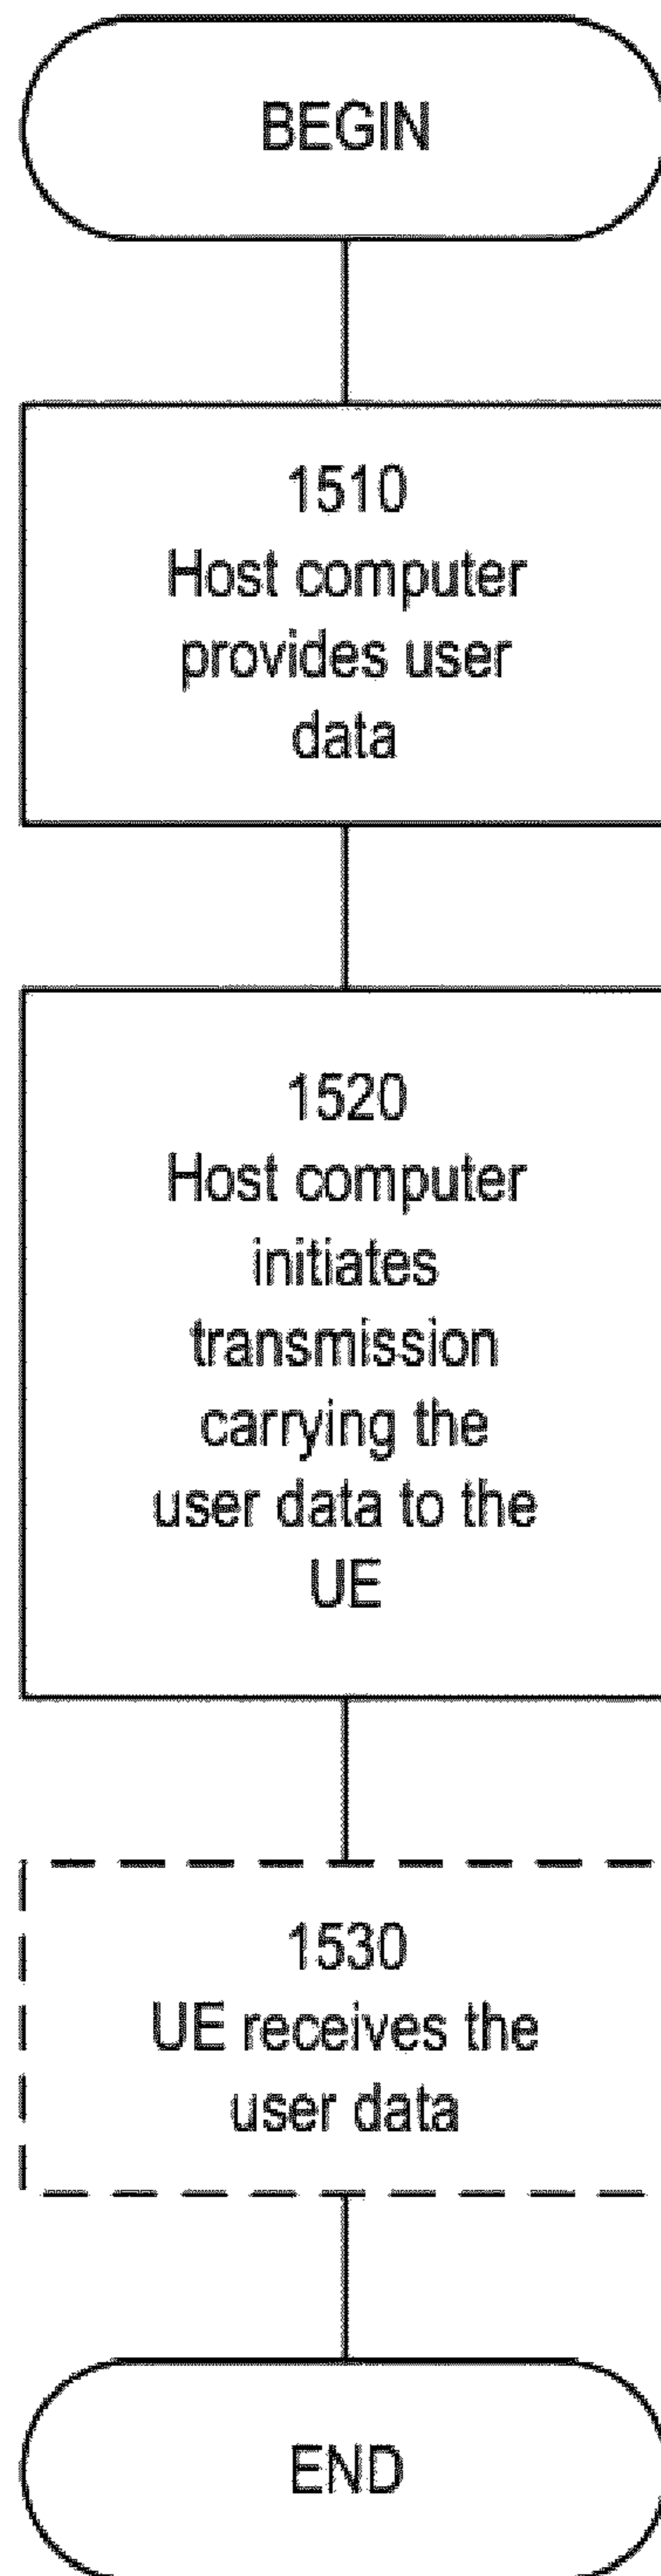 BEGIN
1510
Host computer
provides user
data
1520
Host computer
initiates
transmission
carrying the
user data to the
UE
1530
UE receives the
user data
END